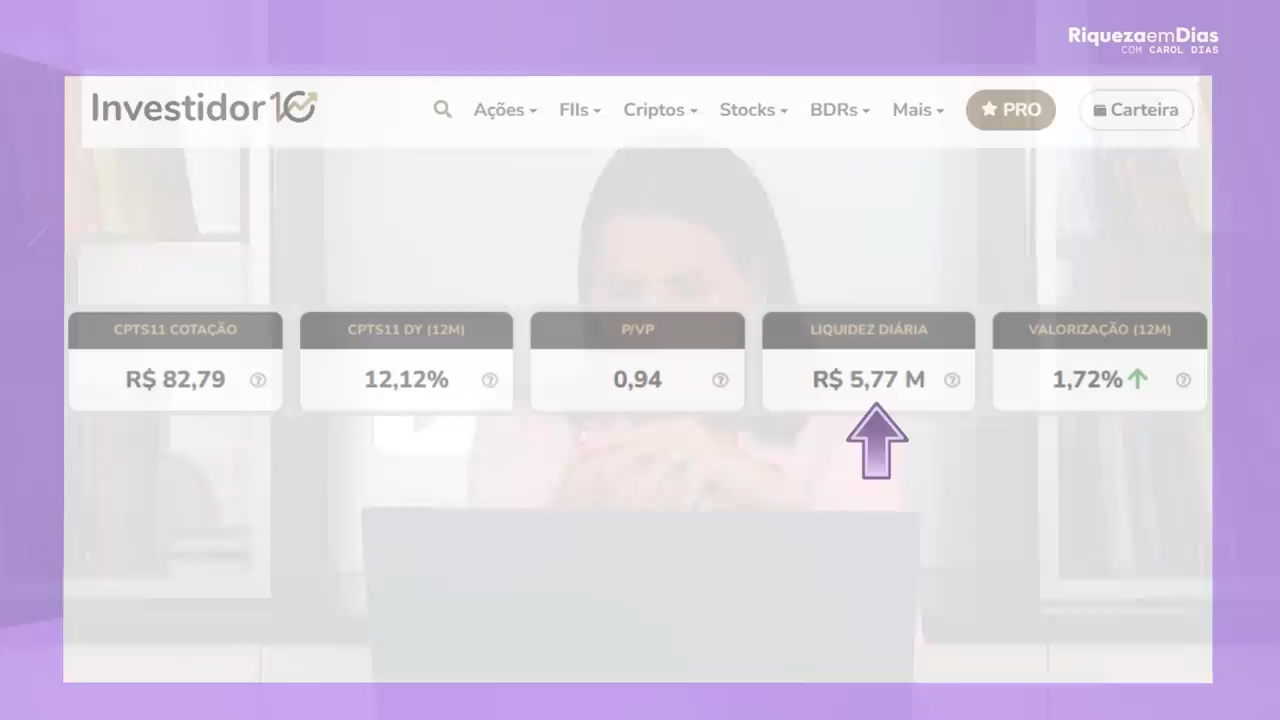 RiquezaemDias
COM CAROL DIAS
Investidor10
Ações
FIIs
Criptos
Stocks
BDRs
Mais
PRO
Carteira
CPTS11 COTAÇÃO
R$ 82,79
CPTS11 DY (12M)
12,12%
P/VP
0,94
LIQUIDEZ DIÁRIA
R$ 5,77 M
VALORIZAÇÃO (12M)
1,72%